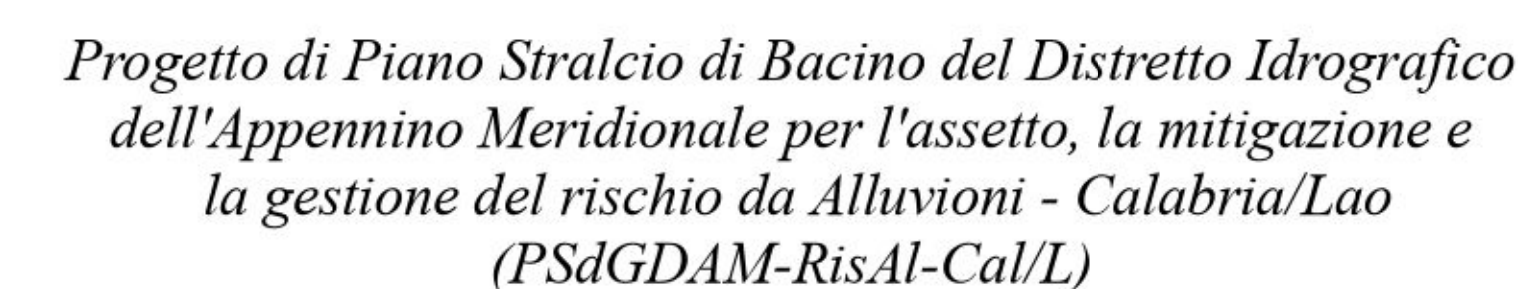 Progetto di Piano Stralcio di Bacino del Distretto Idrografico
dell'Appennino Meridionale per l'assetto, la mitigazione e
la gestione del rischio da Alluvioni - Calabria/Lao
(PSdGDAM-RisAl-Cal/L)